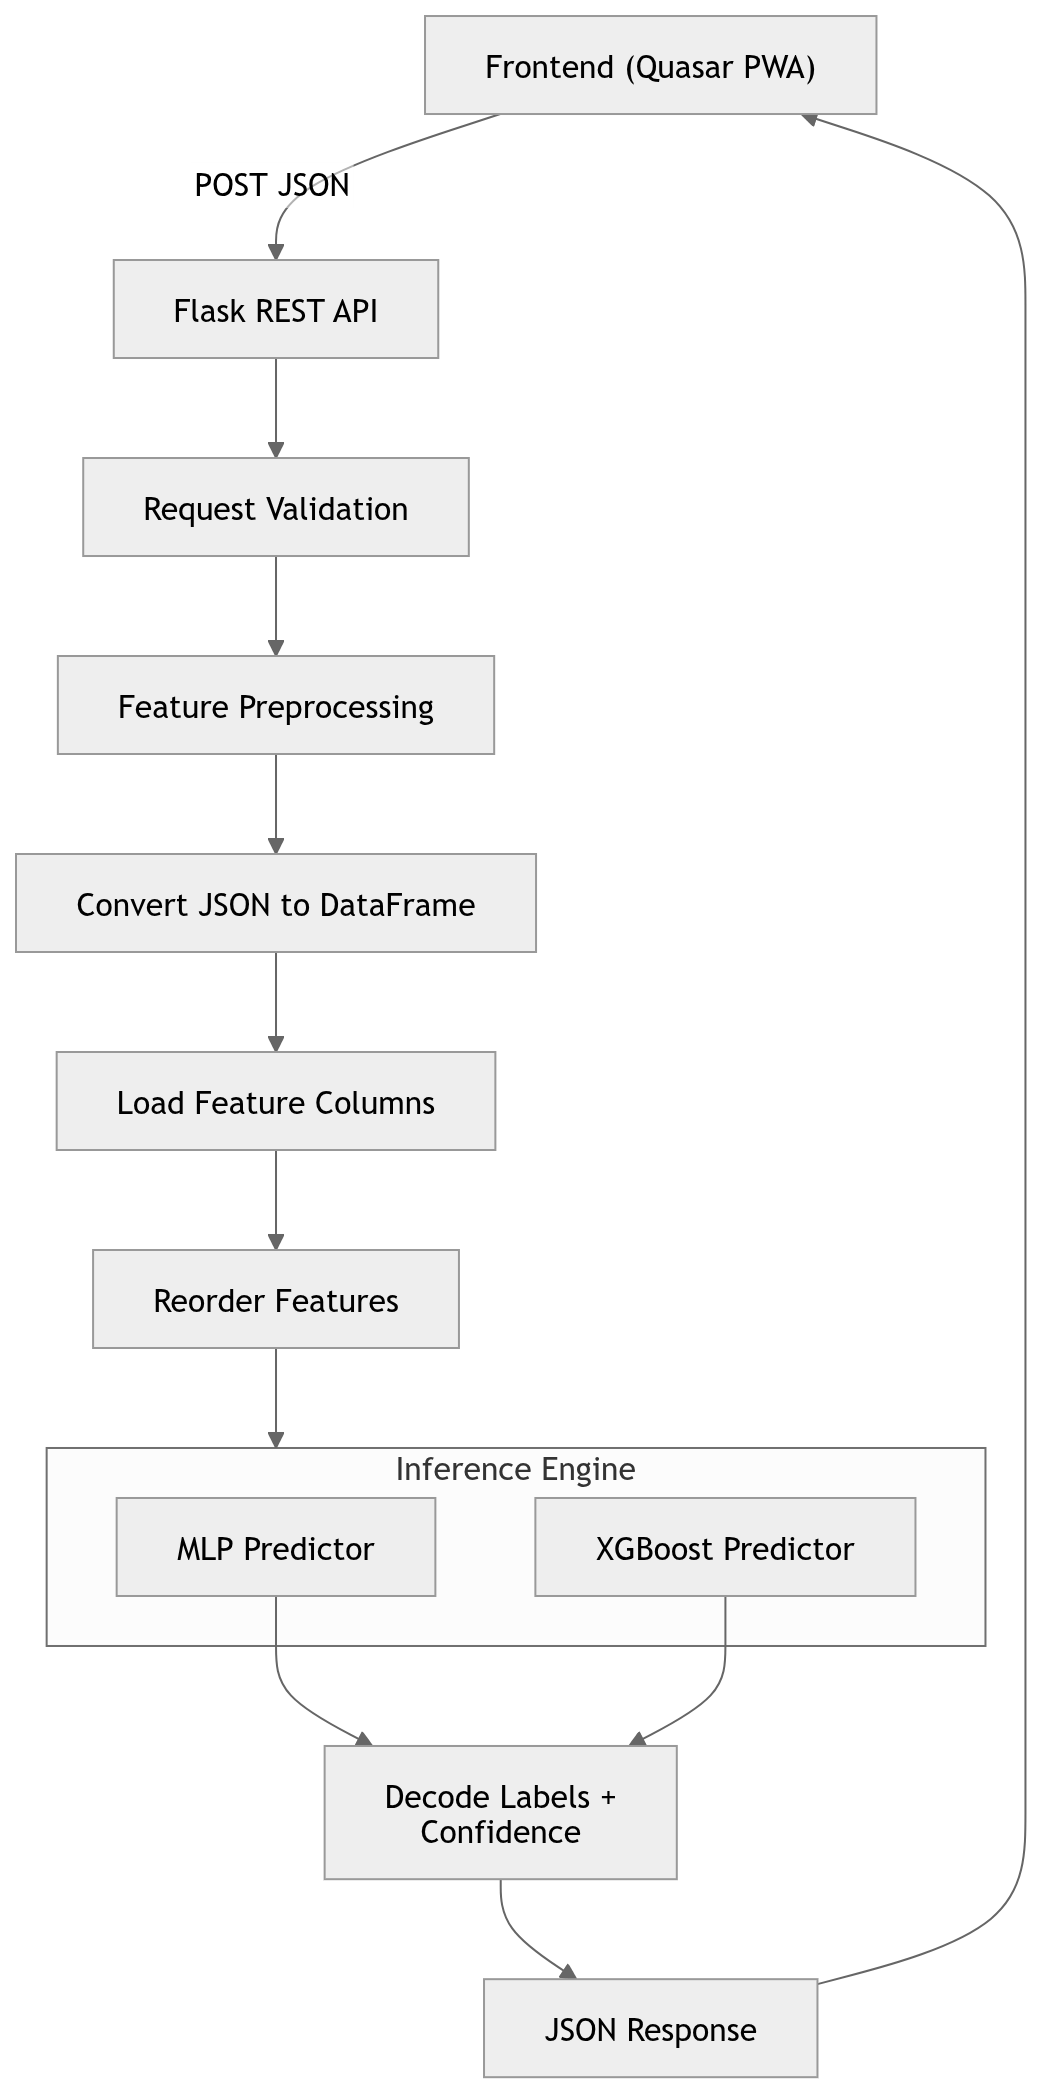 Frontend (Quasar PWA)
POST JSON
Flask REST API
Request Validation
Feature Preprocessing
Convert JSON to DataFrame
Load Feature Columns
Reorder Features
Inference Engine
MLP Predictor
XGBoost Predictor
Decode Labels +
Confidence
JSON Response